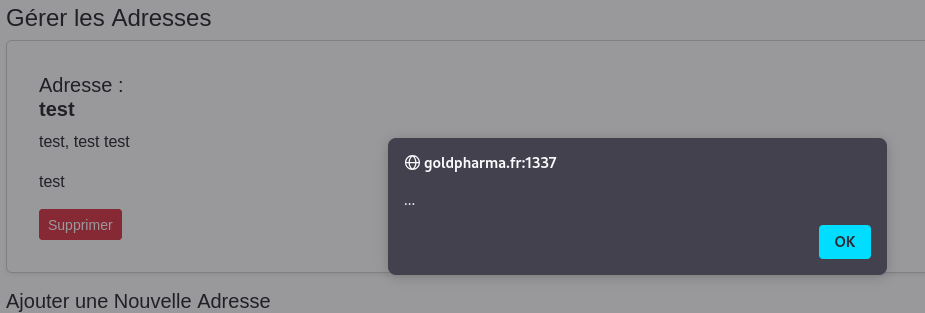 Gérer les Adresses
Adresse :
test
test, test test
test
Supprimer
goldpharma.fr:1337
...
OK
Ajouter une Nouvelle Adresse